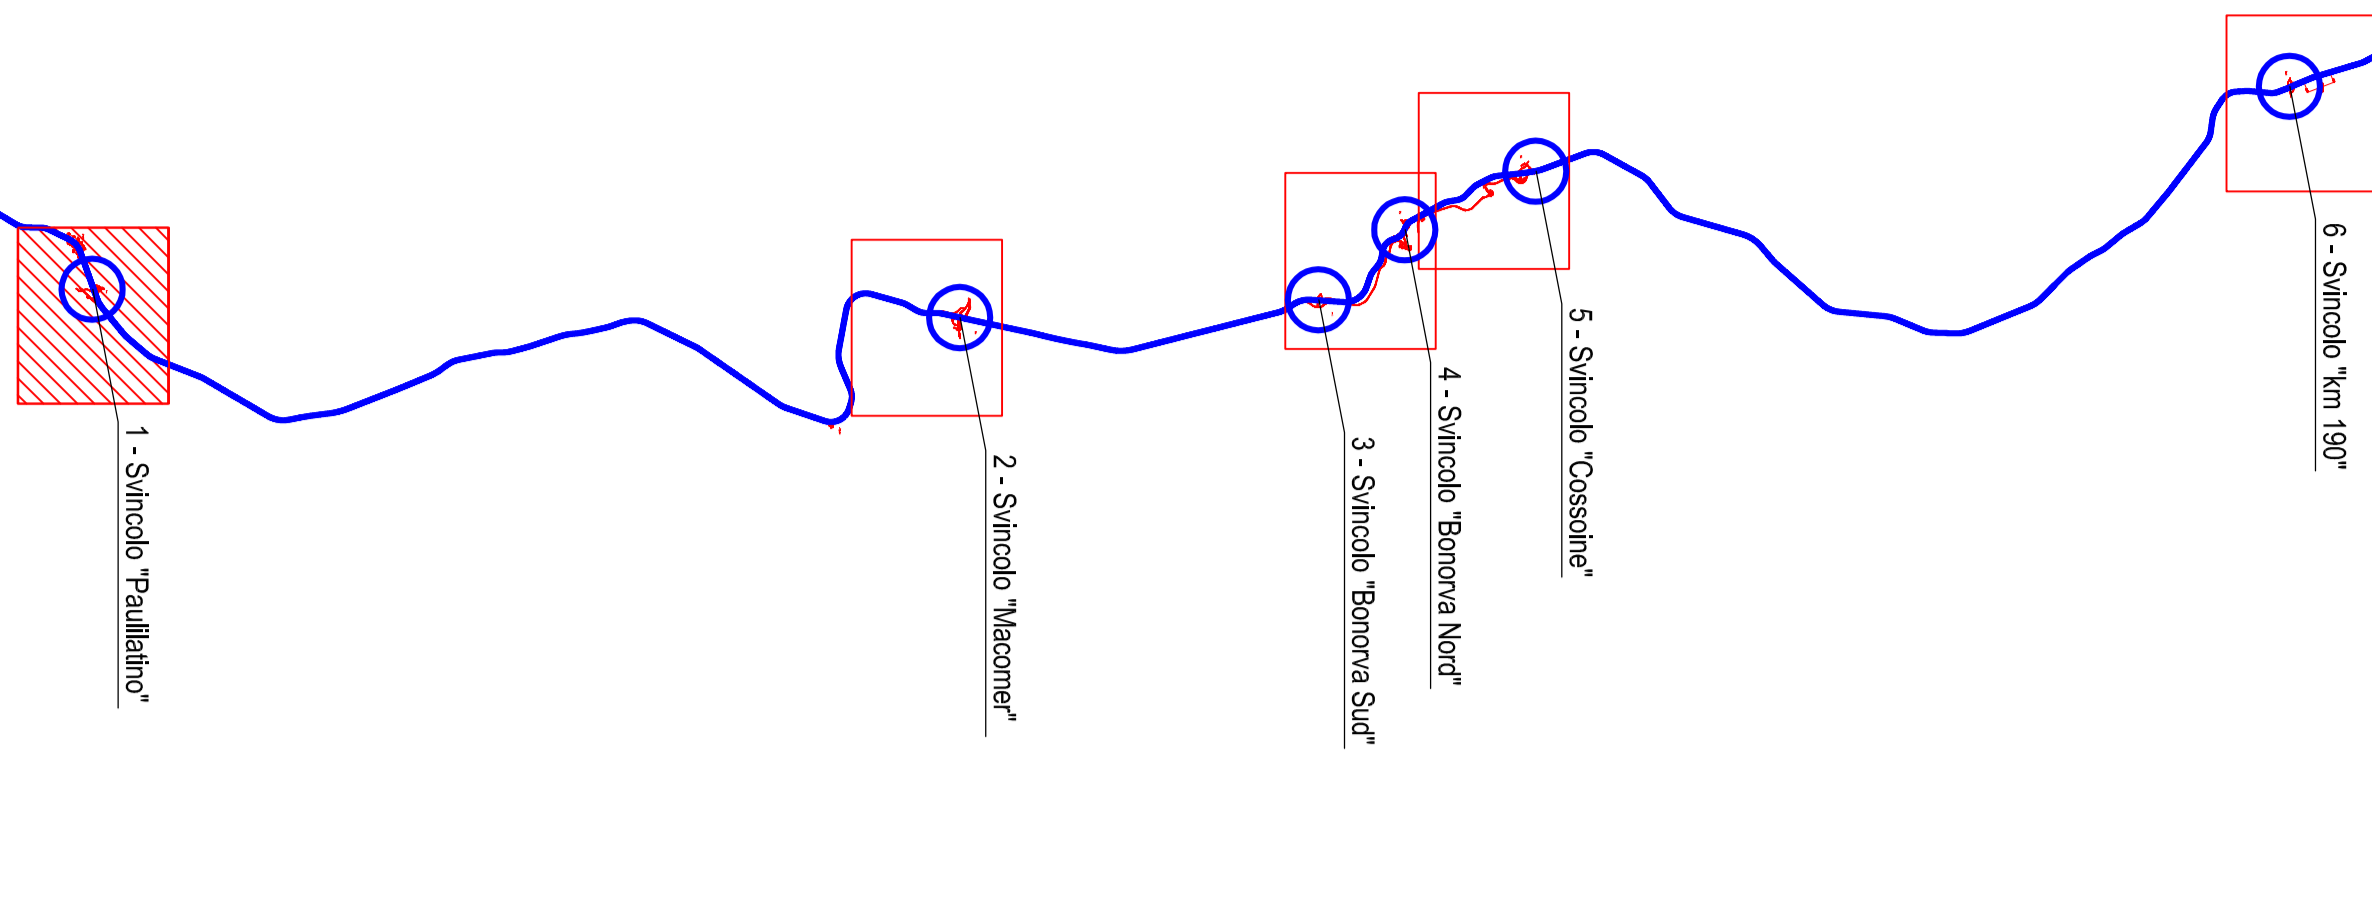 1 - Svincolo "Paulilatino"
2 - Svincolo "Macomer"
3 - Svincolo "Bonorva Sud"
4 - Svincolo "Bonorva Nord"
5 - Svincolo "Cossoine"
6 - Svincolo "km 190"